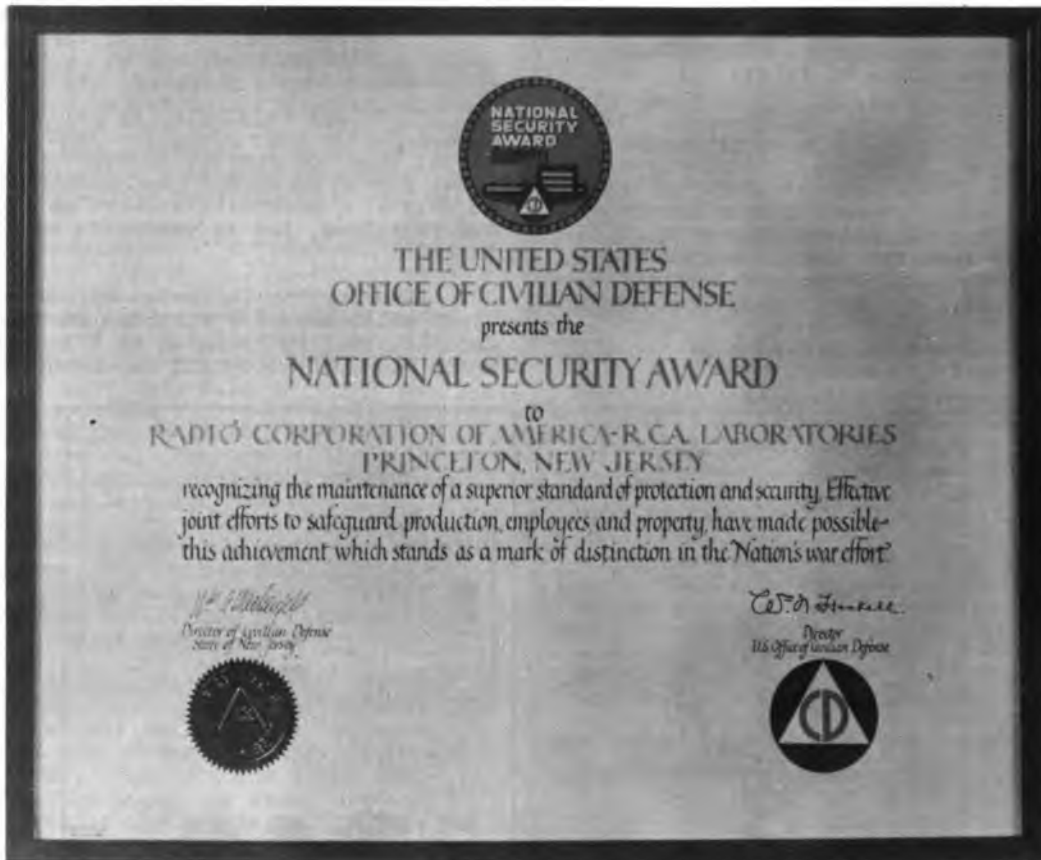 NATIONAL
SECURITY
AWARD
CD
THE UNITED STATES
OFFICE OF CIVILIAN DEFENSE
presents the
NATIONAL SECURITY AWARD
to
RADIO CORPORATION OF AMERICA-R.C.A. LABORATORIES
PRINCETON, NEW JERSEY
recognizing the maintenance of a superior standard of protection and security. Effective
joint efforts to safeguard production, employees and property, have made possible
this achievement which stands as a mark of distinction in the Nation's war effort.
Director of Civilian Defense
State of New Jersey
Director
U.S. Office of Civilian Defense
CD